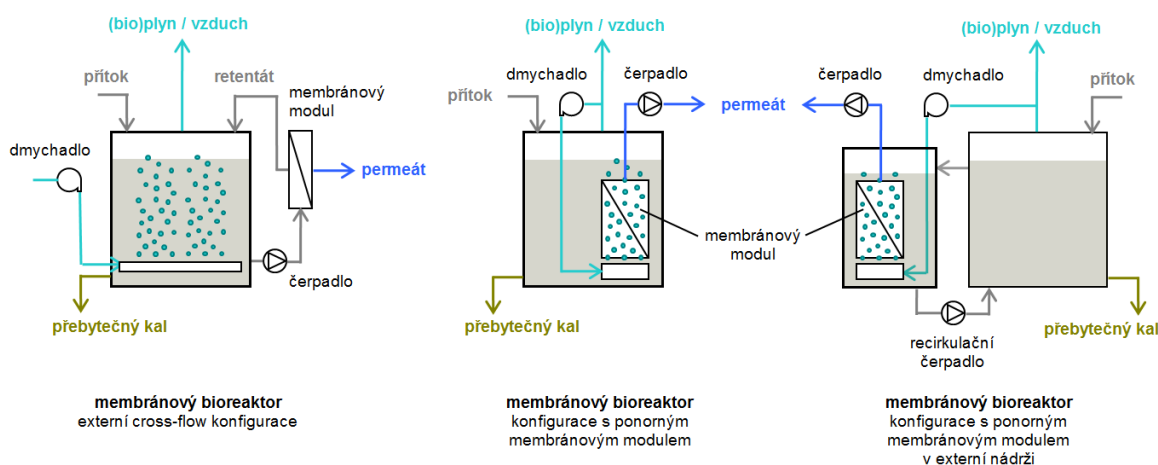 (bio)plyn / vzduch
přítok
retentát
membránový
modul
dmychadlo
permeát
čerpadlo
přebytečný kal
membránový bioreaktor
externí cross-flow konfigurace
(bio)plyn / vzduch
dmychadlo
čerpadlo
přítok
permeát
membránový
modul
přebytečný kal
membránový bioreaktor
konfigurace s ponorným
membránovým modulem
(bio)plyn / vzduch
čerpadlo
dmychadlo
přítok
recirkulační
čerpadlo
přebytečný kal
membránový bioreaktor
konfigurace s ponorným
membránovým modulem
v externí nádrži